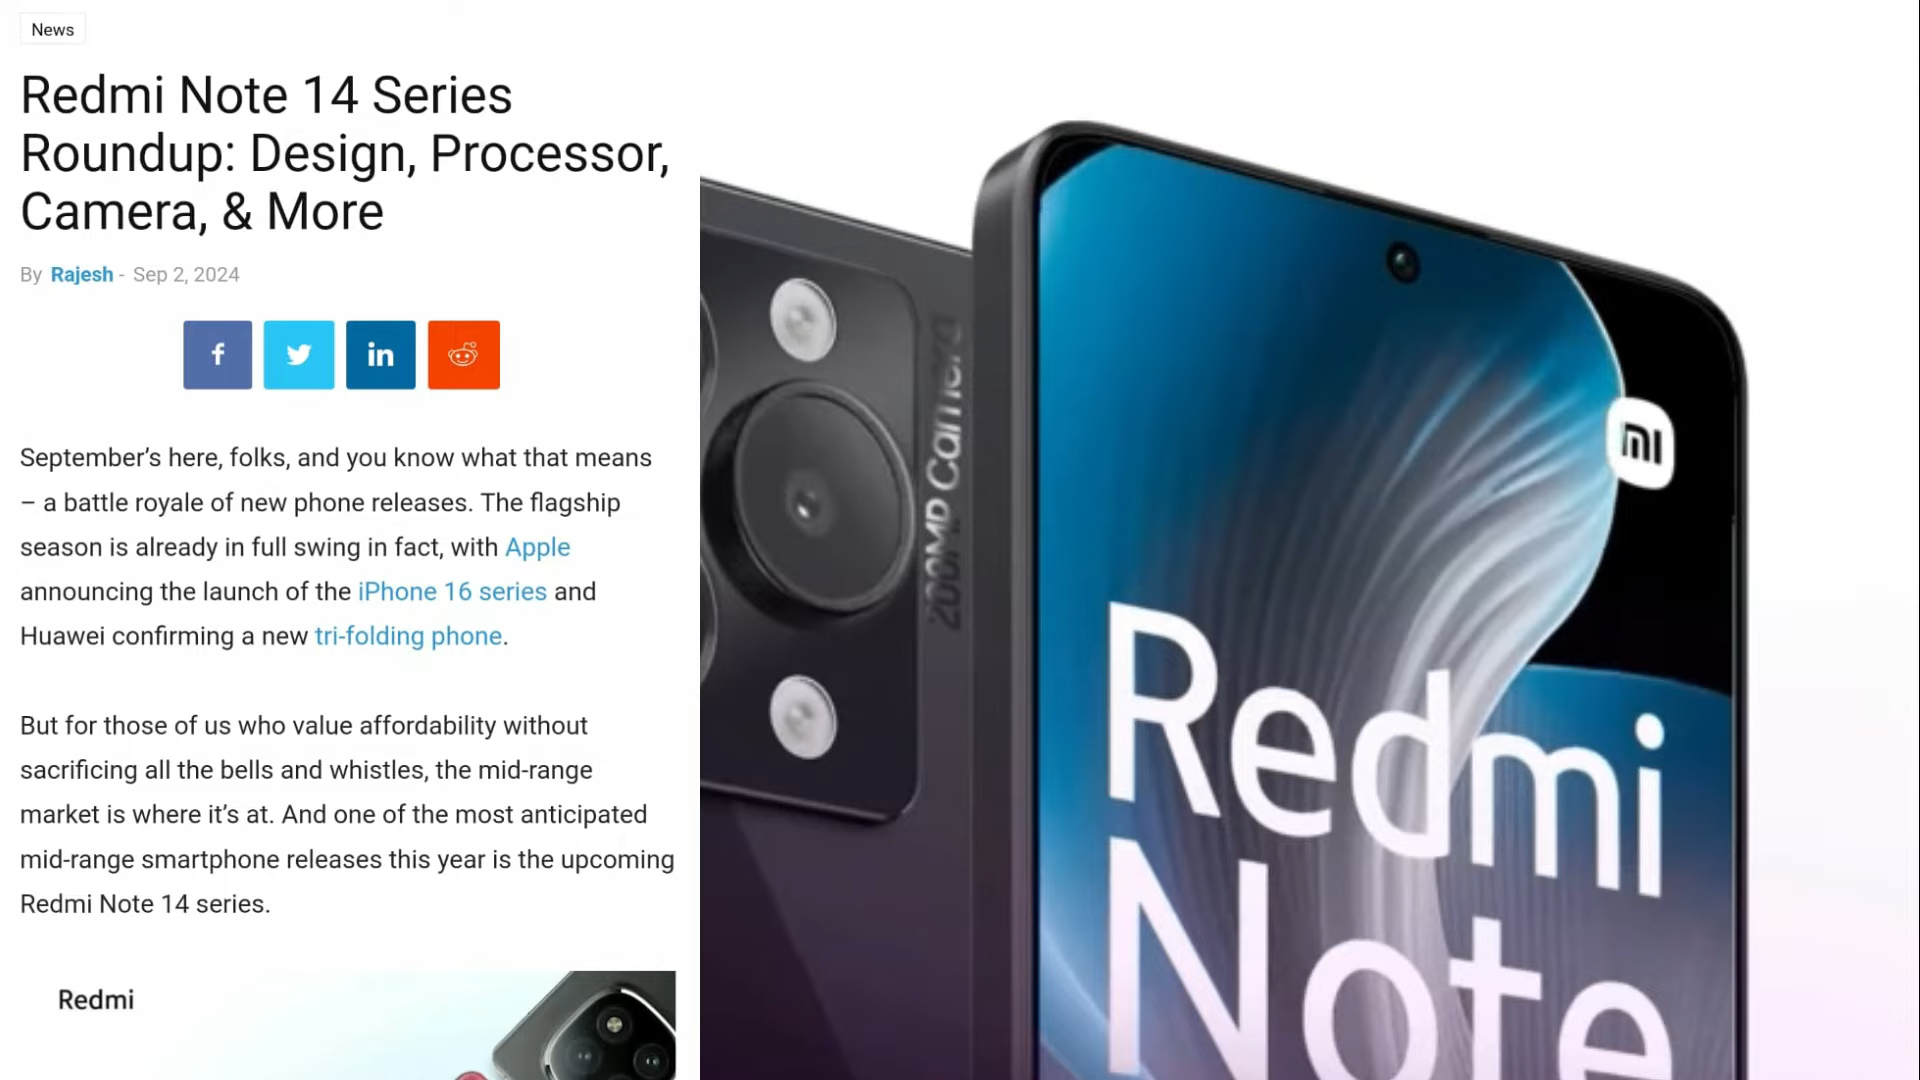 News
Redmi Note 14 Series
Roundup: Design, Processor,
Camera, & More
By Rajesh - Sep 2, 2024
f
in
September’s here, folks, and you know what that means
– a battle royale of new phone releases. The flagship
season is already in full swing in fact, with Apple
announcing the launch of the iPhone 16 series and
Huawei confirming a new tri-folding phone.
But for those of us who value affordability without
sacrificing all the bells and whistles, the mid-range
market is where it’s at. And one of the most anticipated
mid-range smartphone releases this year is the upcoming
Redmi Note 14 series.
Redmi
200MP Camera
mi
Redmi
Note